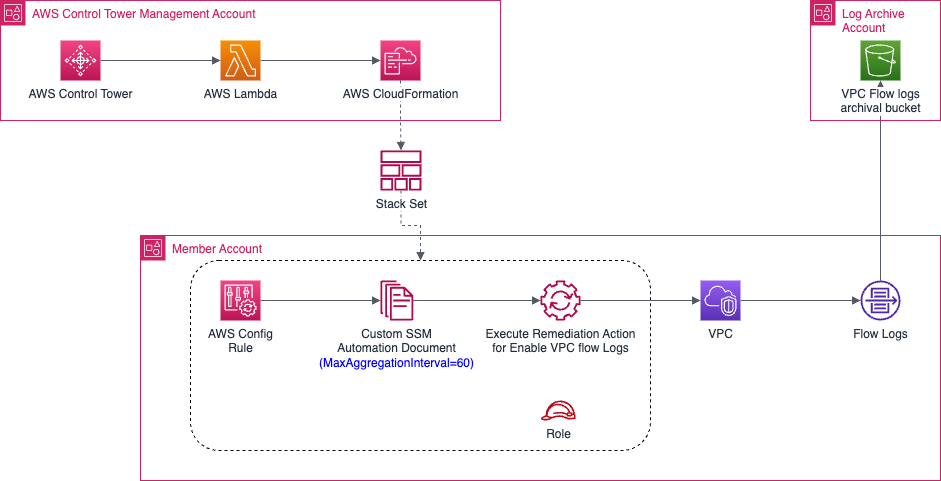 AWS Control Tower Management Account
Log Archive
Account
AWS Control Tower
AWS Lambda
AWS CloudFormation
VPC Flow logs
archival bucket
Stack Set
Member Account
AWS Config
Rule
Custom SSM
Automation Document
(MaxAggregationInterval=60)
Execute Remediation Action
for Enable VPC flow Logs
VPC
Flow Logs
Role